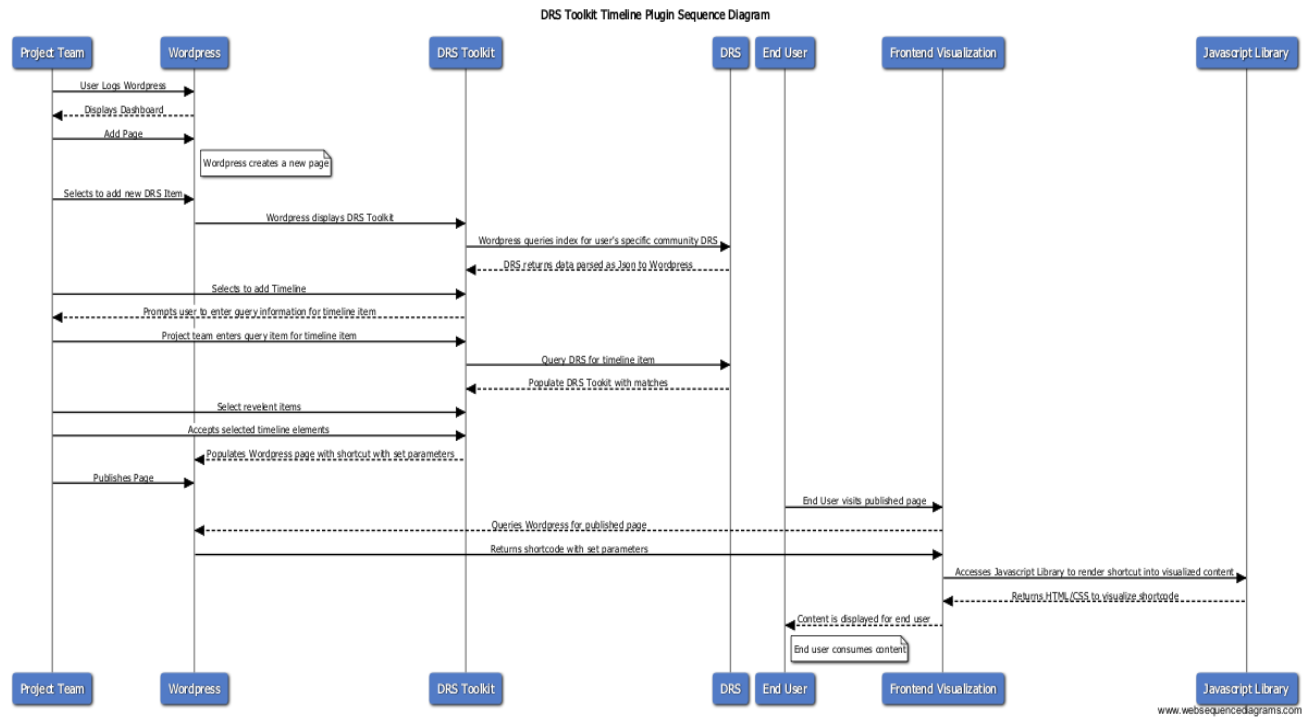 DRS Toolkit Timeline Plugin Sequence Diagram
Project Team
Wordpress
DRS Toolkit
DRS
End User
Frontend Visualization
Javascript Library
User Logs Wordpress
Displays Dashboard
Add Page
Wordpress creates a new page
Selects to add new DRS Item
Wordpress displays DRS Toolkit
Wordpress queries index for user's specific community DRS
DRS returns data parsed as Json to Wordpress
Selects to add Timeline
Prompts user to enter query information for timeline item
Project team enters query item for timeline item
Query DRS for timeline item
Populate DRS Tookit with matches
Select revelent items
Accepts selected timeline elements
Populates Wordpress page with shortcut with set parameters
Publishes Page
End User visits published page
Queries Wordpress for published page
Returns shortcode with set parameters
Accesses Javascript Library to render shortcut into visualized content
Returns HTML/CSS to visualize shortcode
Content is displayed for end user
End user consumes content
Project Team
Wordpress
DRS Toolkit
DRS
End User
Frontend Visualization
Javascript Library
www.websequencediagrams.com